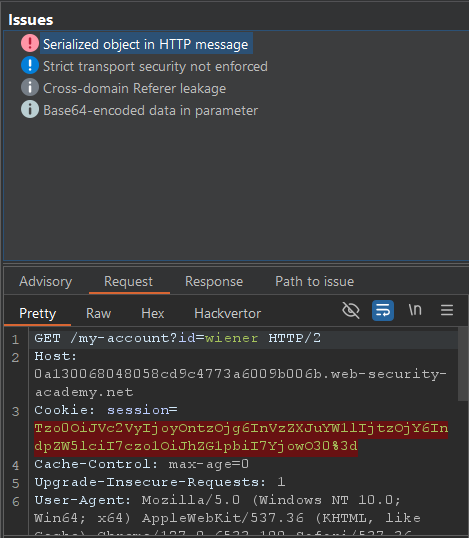 Issues
Serialized object in HTTP message
Strict transport security not enforced
Cross-domain Referer leakage
Base64-encoded data in parameter
Advisory Request Response Path to issue
Pretty Raw Hex Hackvertor \n
1 GET /my-account?id=wiener HTTP/2
2 Host:
0a130068048058cd9c4773a6009b006b.web-security-
academy.net
3 Cookie: session=
Tzo0OiJVc2VyIjoyOntzOjg6InVzZXJuYW1lIjtzOjY6In
dpZW5lciI7czo1OiJhZG1pbiI7YjowO30%3d
4 Cache-Control: max-age=0
5 Upgrade-Insecure-Requests: 1
6 User-Agent: Mozilla/5.0 (Windows NT 10.0;
Win64; x64) AppleWebKit/537.36 (KHTML, like